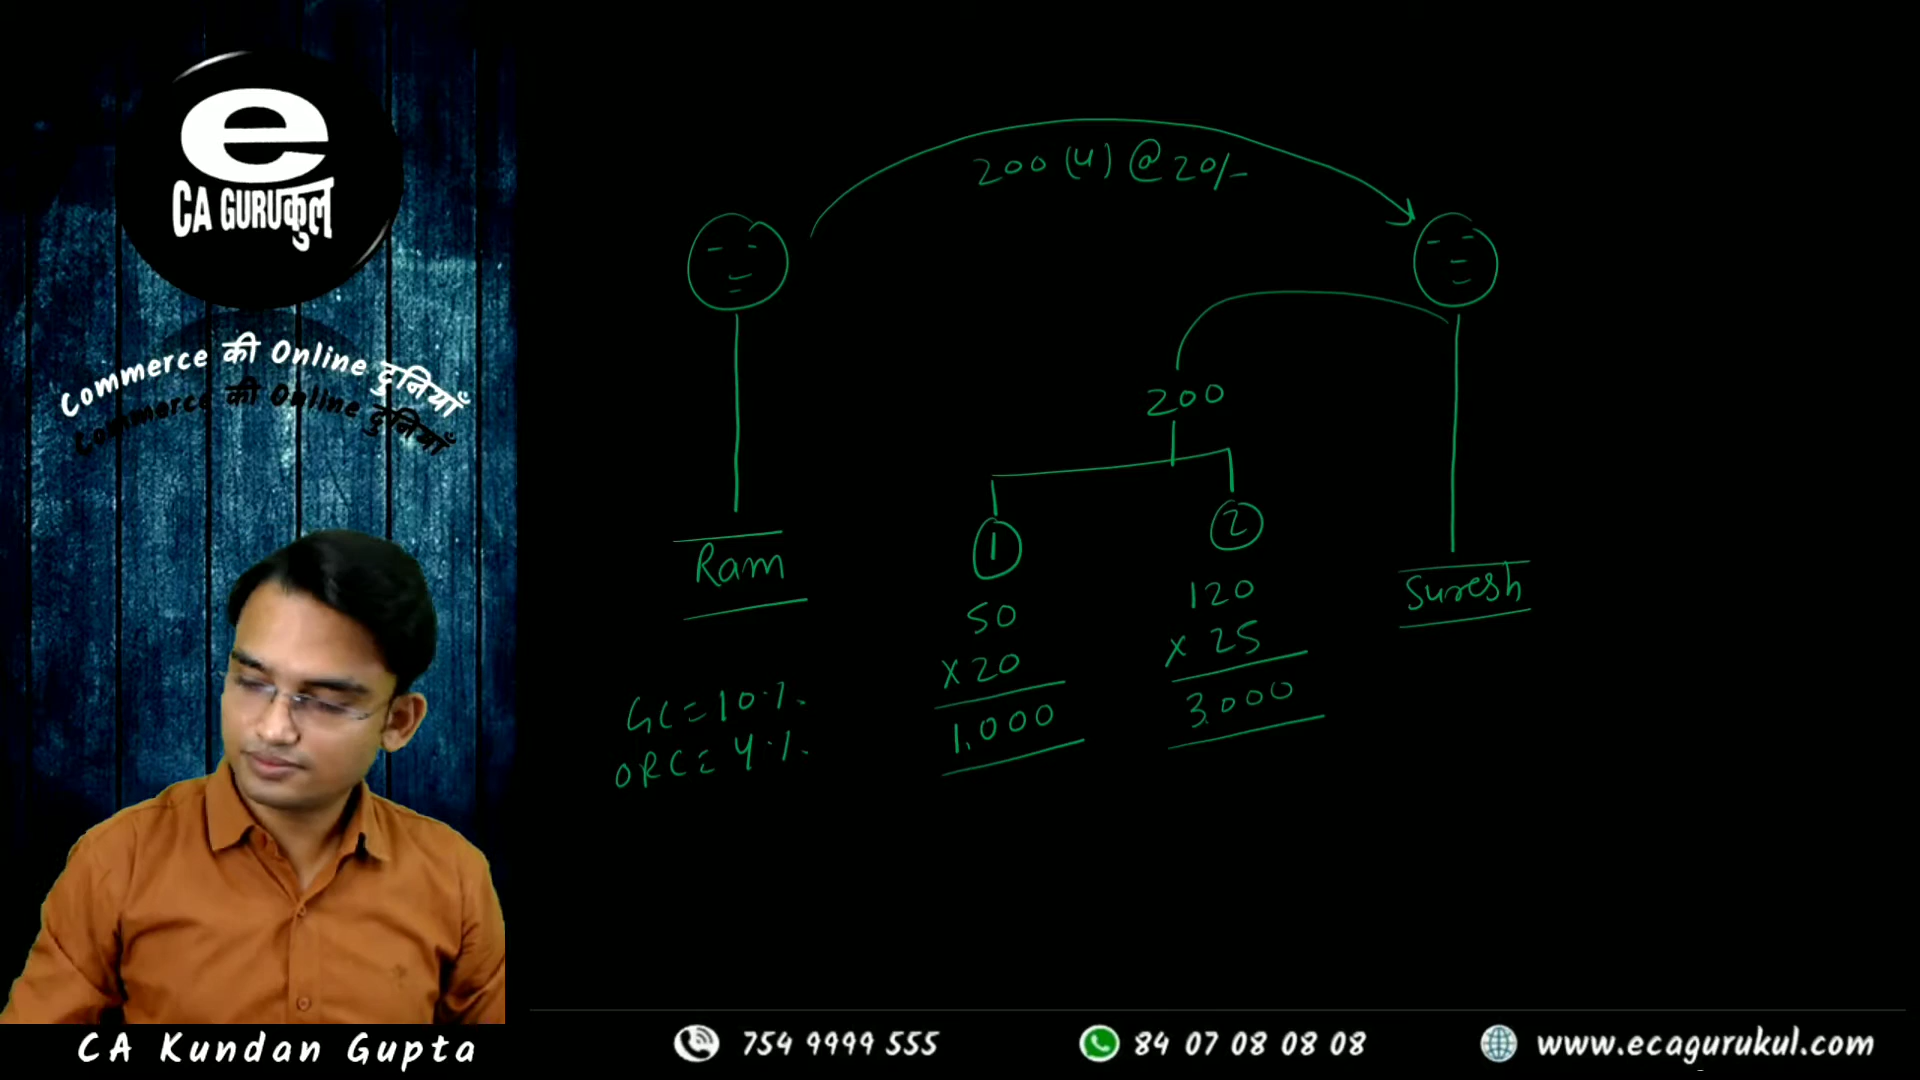 e
CA GURUकुल
Commerce की Online दुनियाँ
Commerce की Online दुनियाँ
200 (4) @ 20/-
200
1
2
50
x 20
1,000
120
x 25
3,000
Ram
Suresh
GC = 10%.
ORC = 4%.
CA Kundan Gupta
754 9999 555
84 07 08 08 08
www.ecagurukul.com